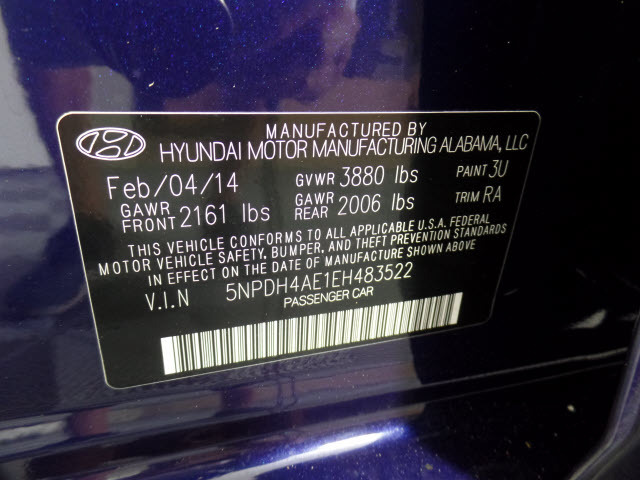 MANUFACTURED BY
HYUNDAI MOTOR MANUFACTURING ALABAMA, LLC
Feb/04/14 GVWR 3880 lbs PAINT 3U
GAWR FRONT 2161 lbs GAWR REAR 2006 lbs TRIM RA
THIS VEHICLE CONFORMS TO ALL APPLICABLE U.S.A. FEDERAL
MOTOR VEHICLE SAFETY, BUMPER, AND THEFT PREVENTION STANDARDS
IN EFFECT ON THE DATE OF MANUFACTURE SHOWN ABOVE.
V.I.N 5NPDH4AE1EH483522
PASSENGER CAR